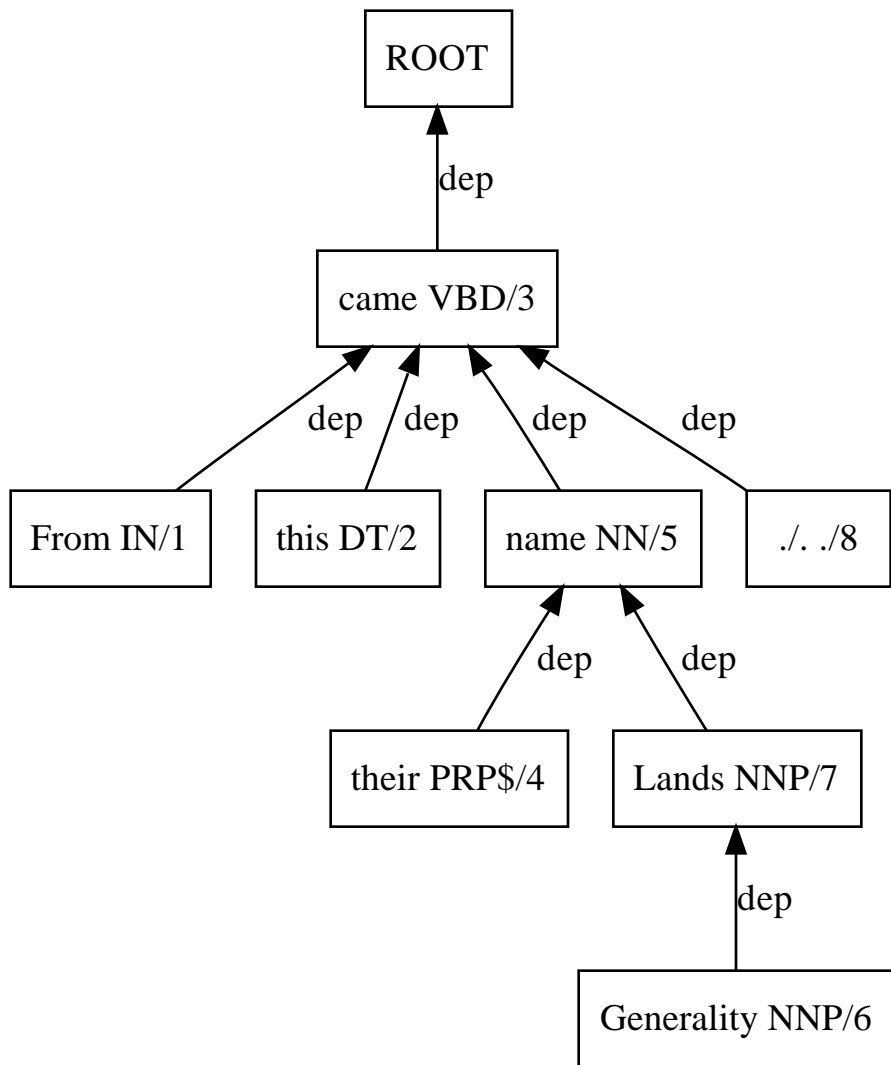 ROOT
dep
came VBD/3
dep dep dep dep
From IN/1 this DT/2 name NN/5 ./. ./8
dep dep
their PRP$/4 Lands NNP/7
dep
Generality NNP/6